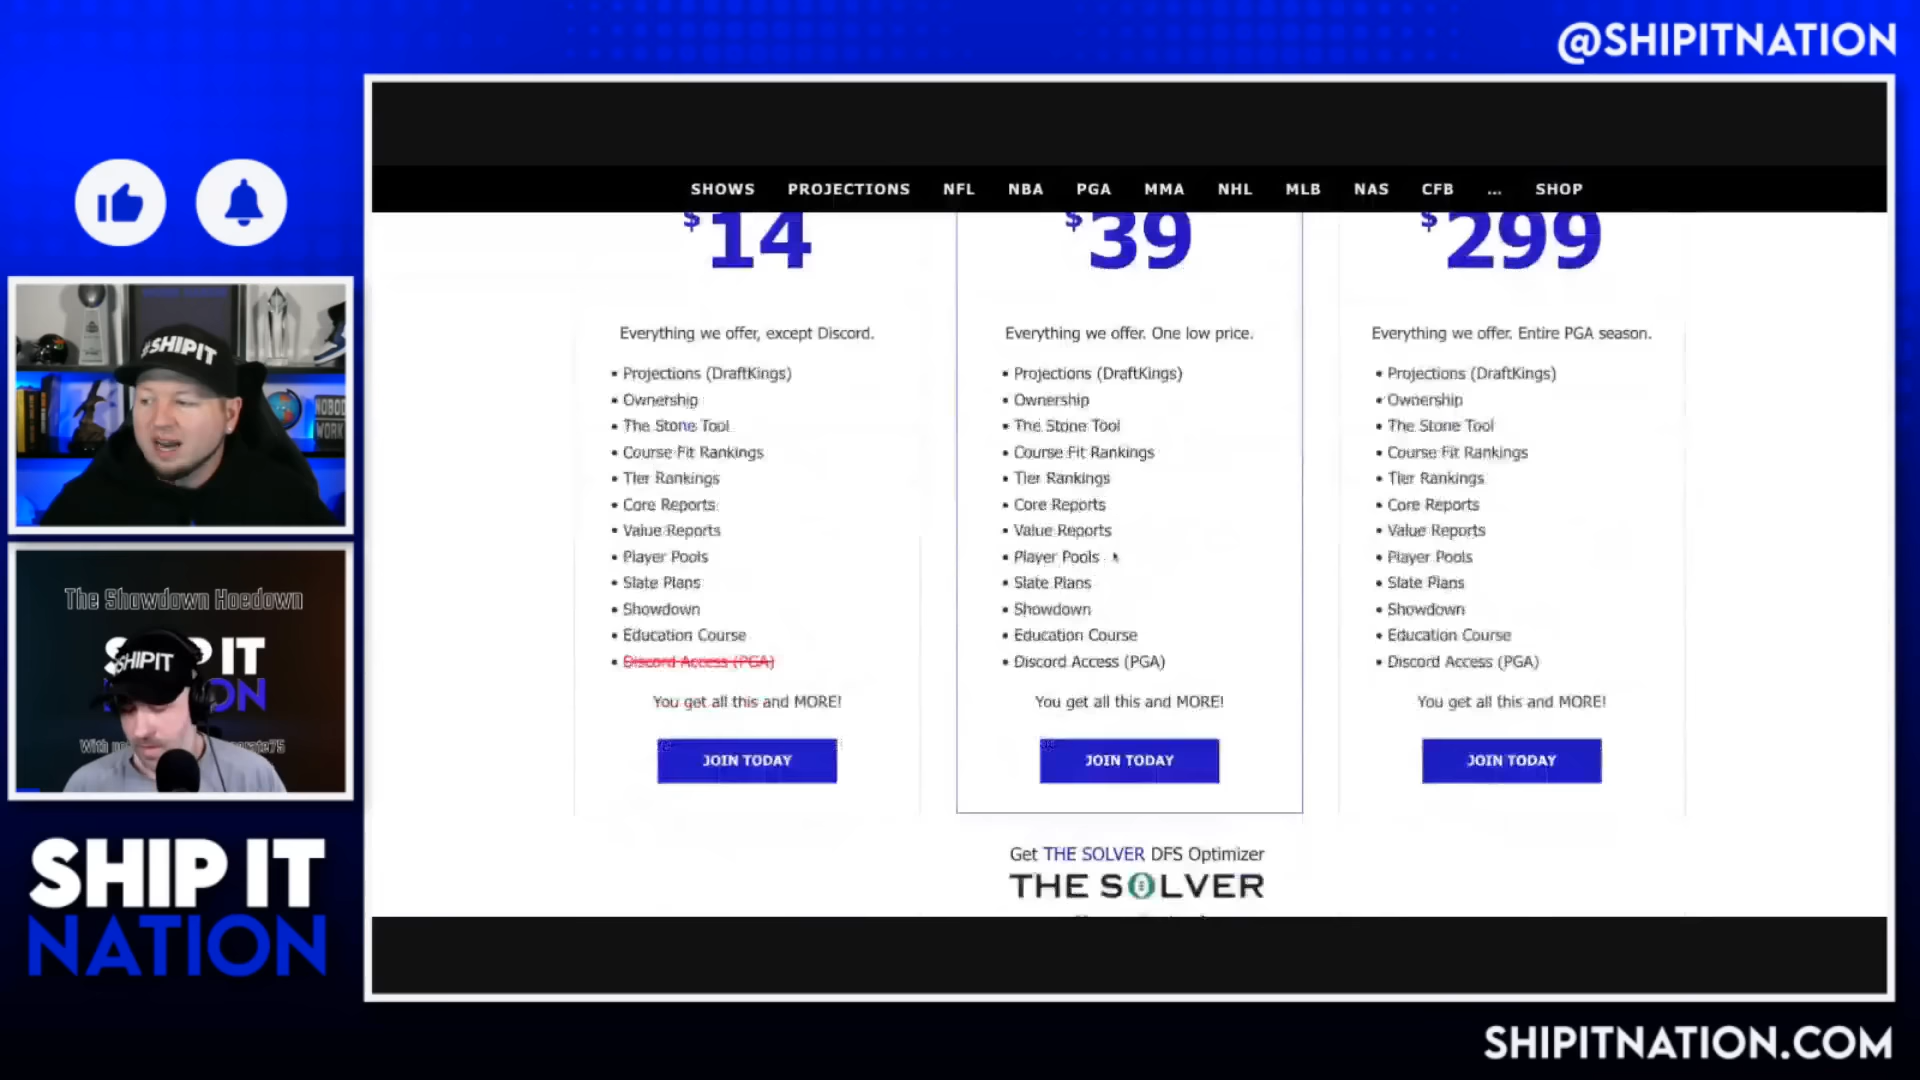 @SHIPITNATION
SHOWS PROJECTIONS NFL NBA PGA MMA NHL MLB NAS CFB ... SHOP
$14
Everything we offer, except Discord.
• Projections (DraftKings)
• Ownership
• The Stone Tool
• Course Fit Rankings
• Tier Rankings
• Core Reports
• Value Reports
• Player Pools
• Slate Plans
• Showdown
• Education Course
• Discord Access (PGA)
You get all this and MORE!
JOIN TODAY
$39
Everything we offer. One low price.
• Projections (DraftKings)
• Ownership
• The Stone Tool
• Course Fit Rankings
• Tier Rankings
• Core Reports
• Value Reports
• Player Pools
• Slate Plans
• Showdown
• Education Course
• Discord Access (PGA)
You get all this and MORE!
JOIN TODAY
$299
Everything we offer. Entire PGA season.
• Projections (DraftKings)
• Ownership
• The Stone Tool
• Course Fit Rankings
• Tier Rankings
• Core Reports
• Value Reports
• Player Pools
• Slate Plans
• Showdown
• Education Course
• Discord Access (PGA)
You get all this and MORE!
JOIN TODAY
Get THE SOLVER DFS Optimizer
THE SOLVER
#SHIPIT
NOBOD
WORK
The Showdown Hoedown
SHIP IT
#SHIPIT
ON
With
SHIP IT
NATION
SHIPITNATION.COM